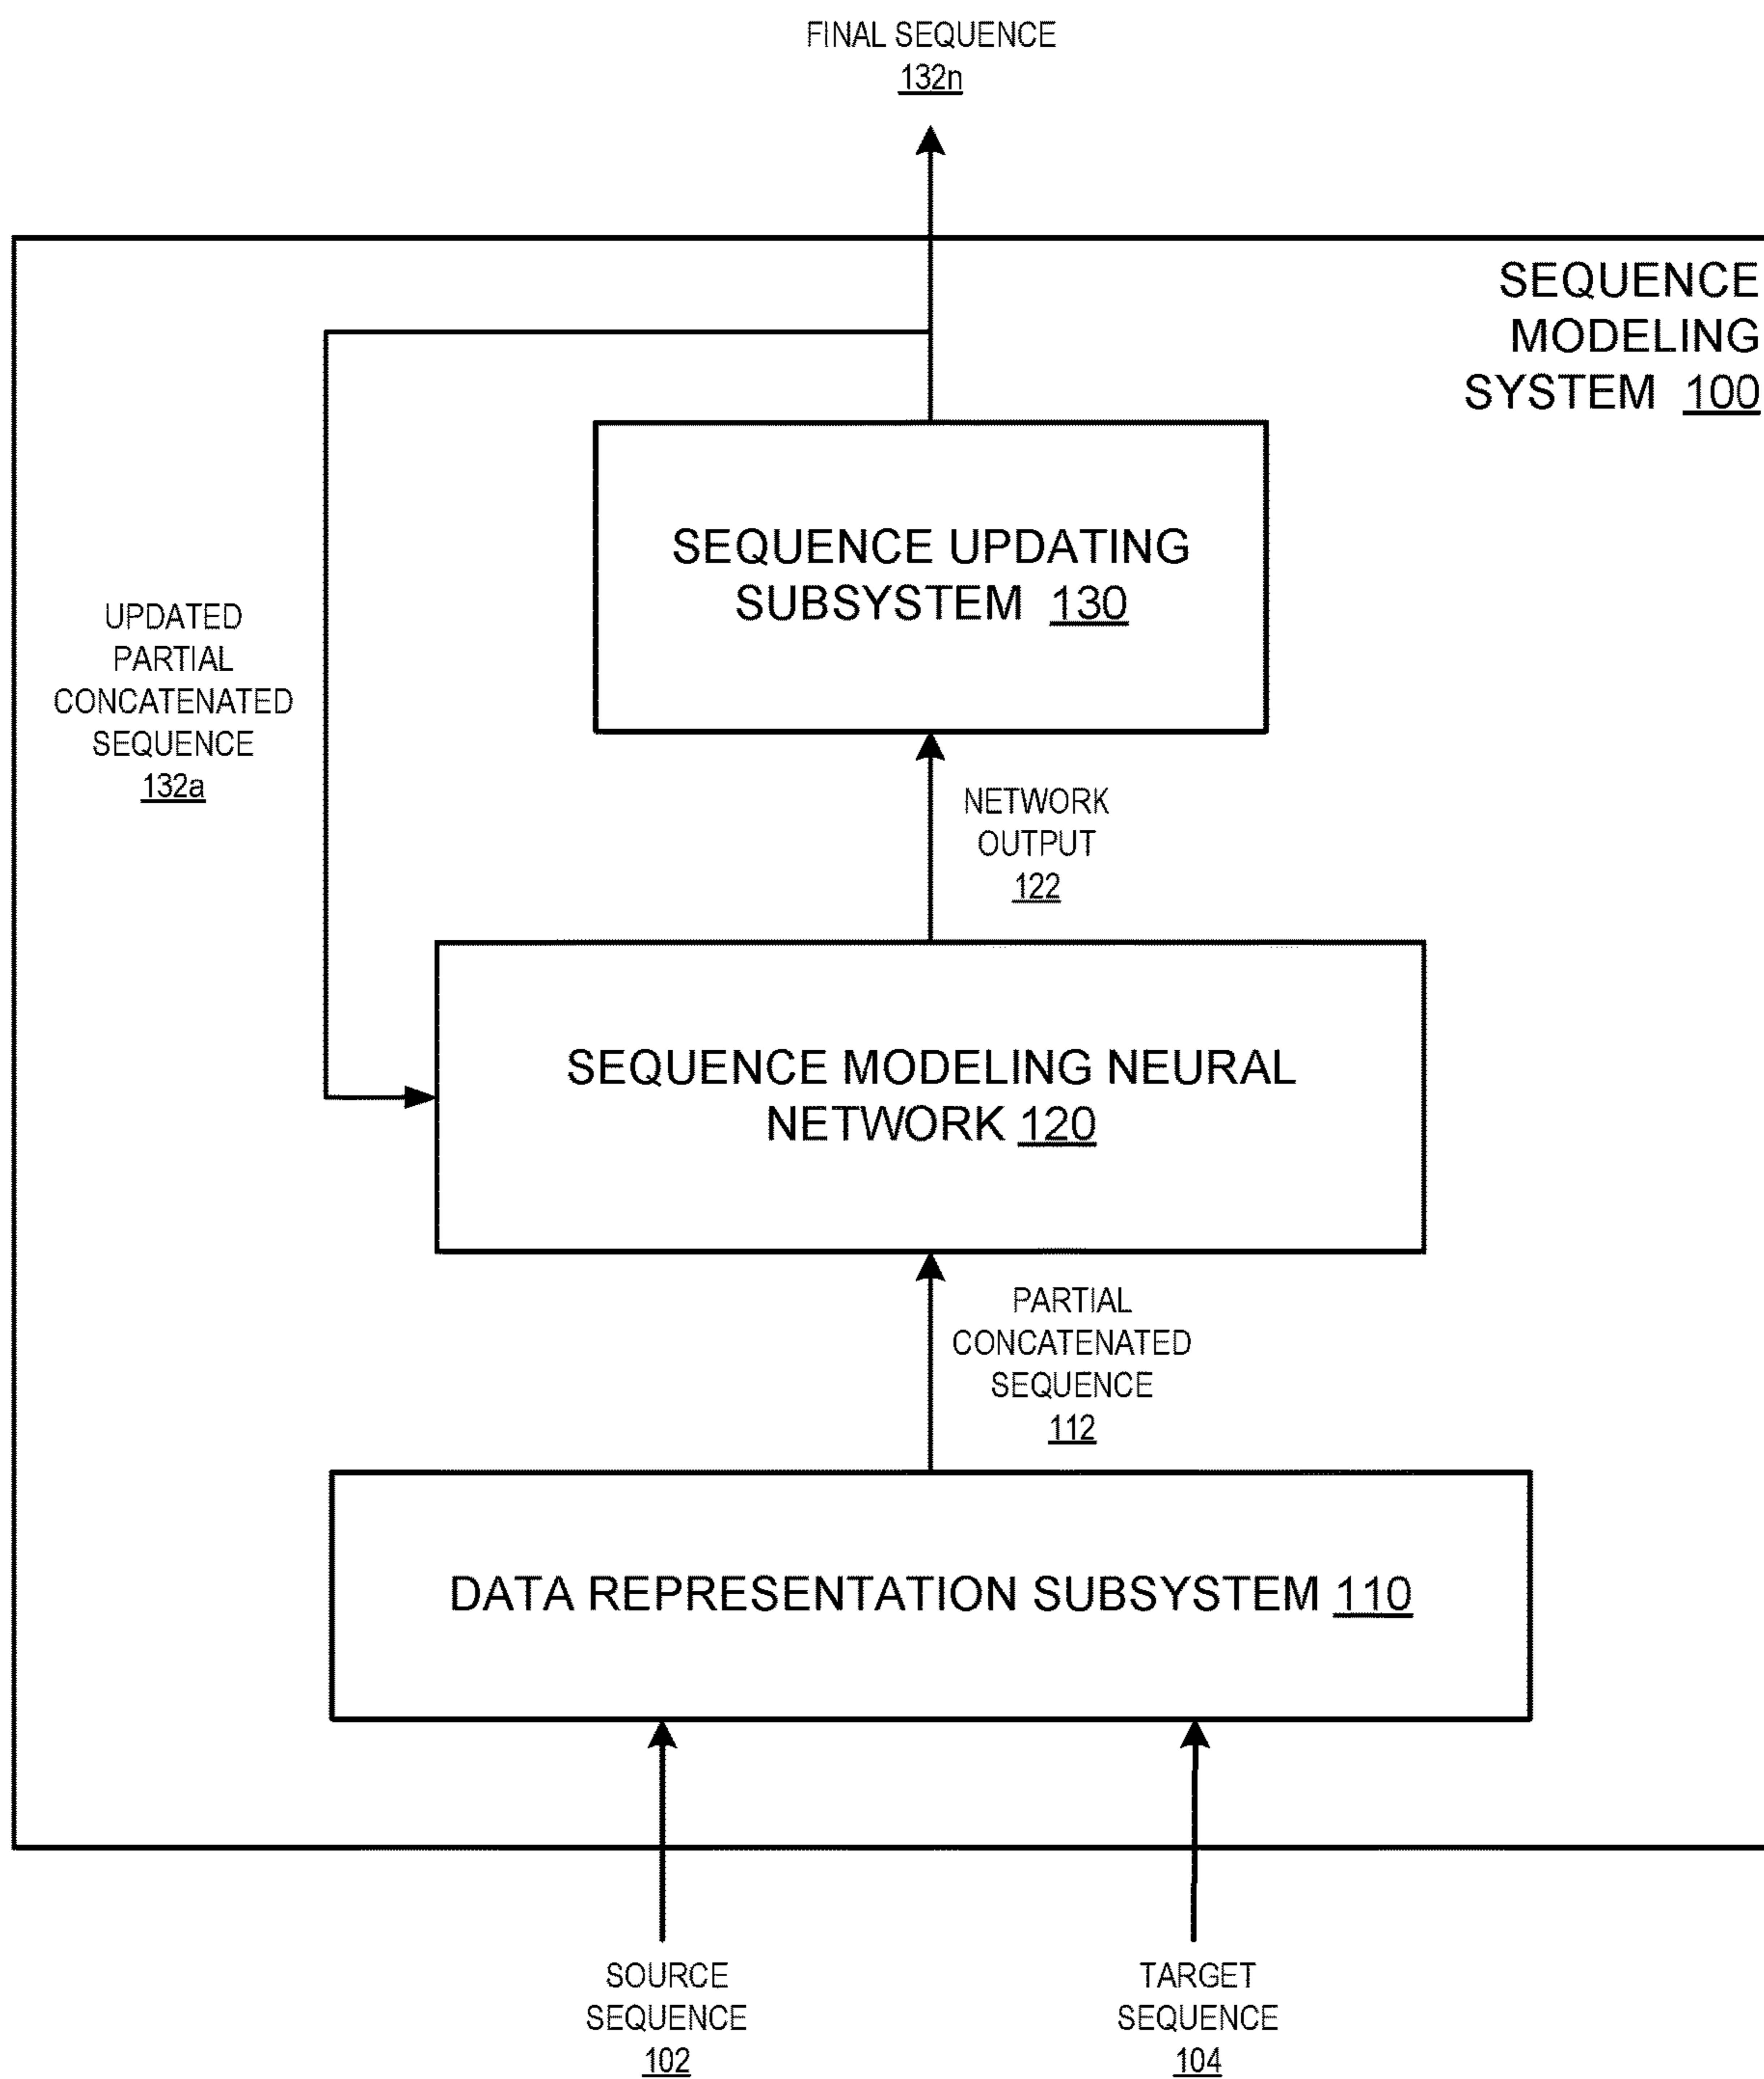 FINAL SEQUENCE
132n
SEQUENCE
MODELING
SYSTEM 100
SEQUENCE UPDATING
SUBSYSTEM 130
UPDATED
PARTIAL
CONCATENATED
SEQUENCE
132a
NETWORK
OUTPUT
122
SEQUENCE MODELING NEURAL
NETWORK 120
PARTIAL
CONCATENATED
SEQUENCE
112
DATA REPRESENTATION SUBSYSTEM 110
SOURCE
SEQUENCE
102
TARGET
SEQUENCE
104